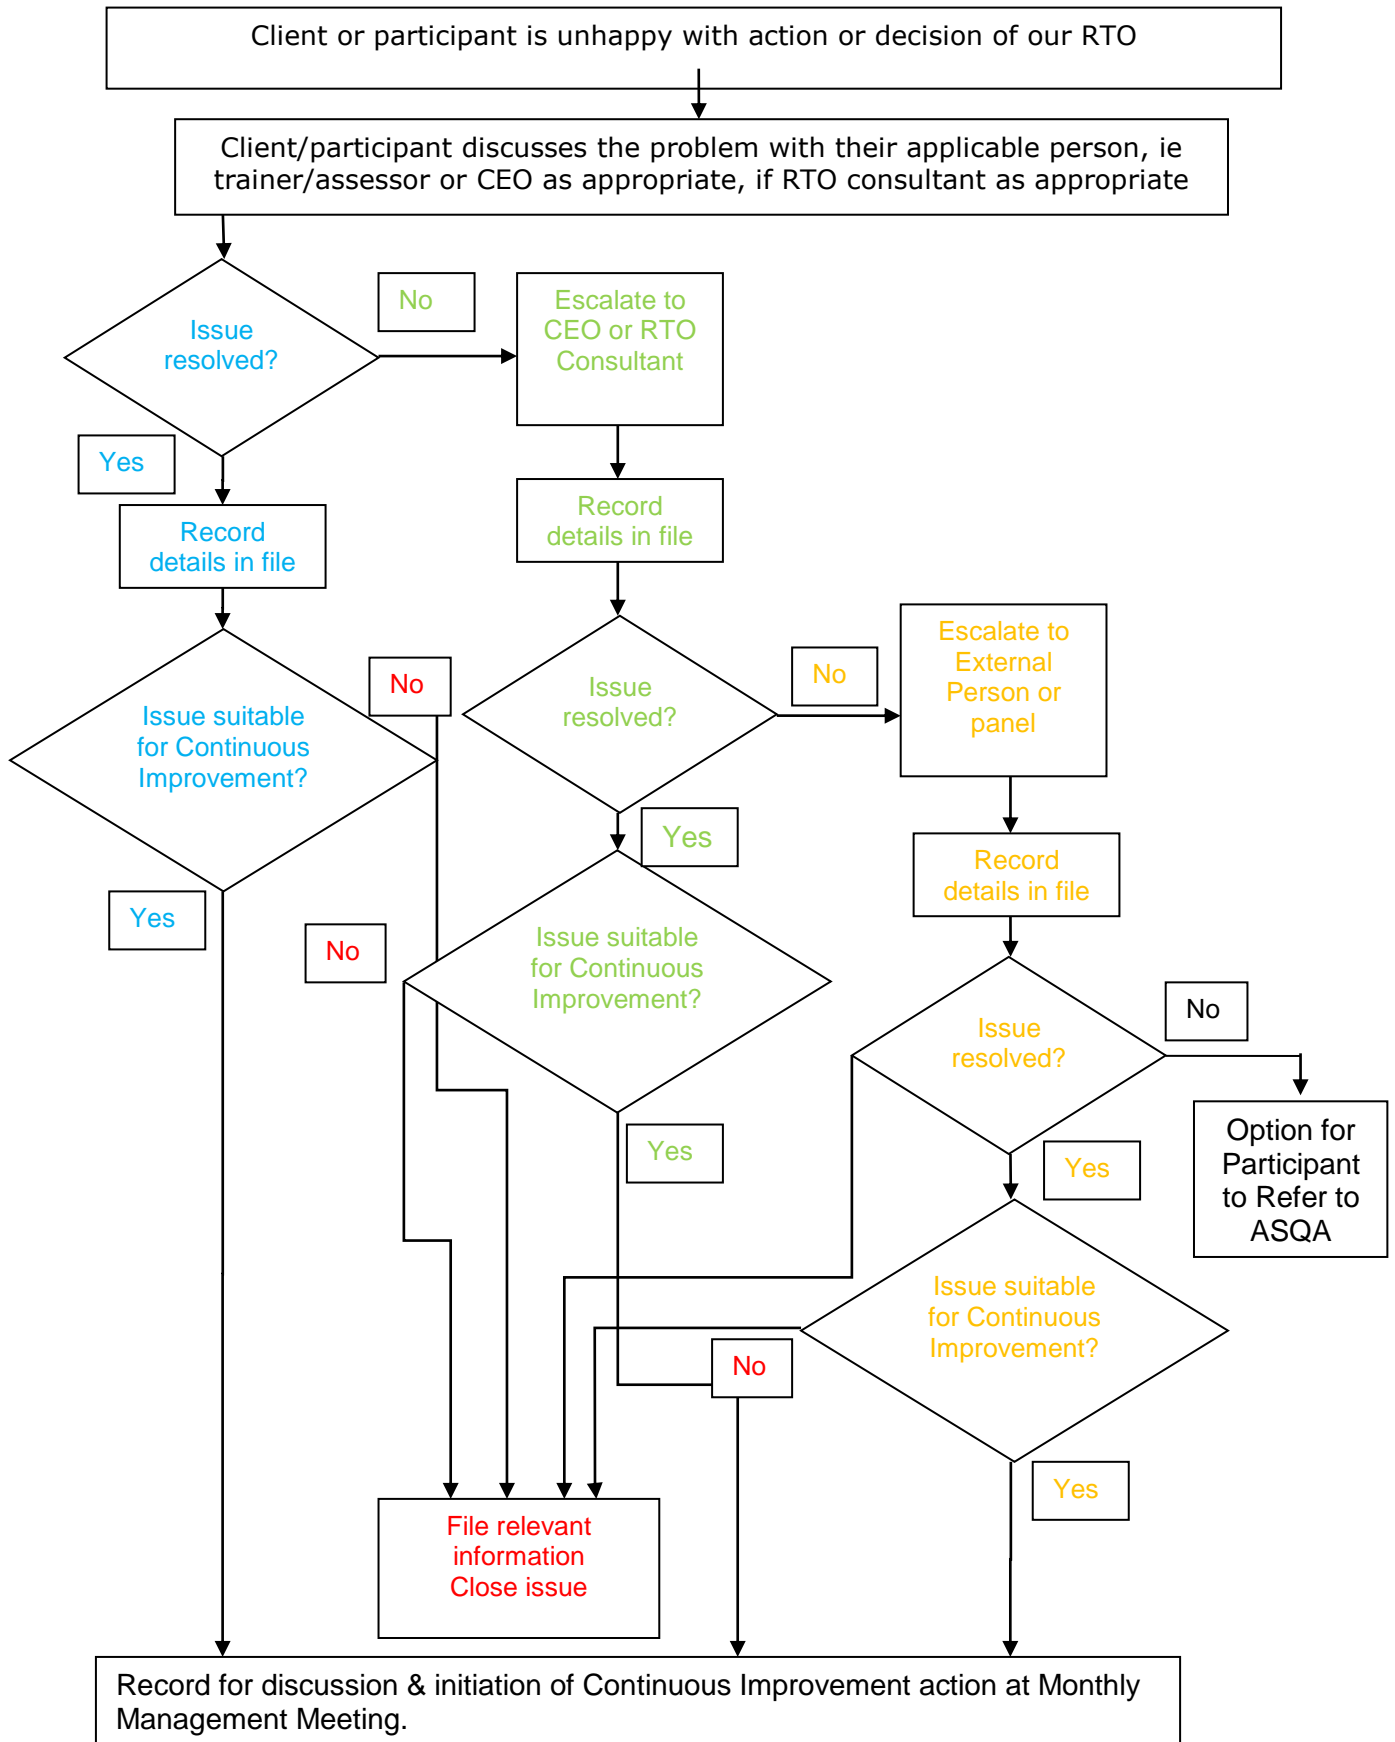 Client or participant is unhappy with action or decision of our RTO
Client/participant discusses the problem with their applicable person, ie
trainer/assessor or CEO as appropriate, if RTO consultant as appropriate
Issue
resolved?
No
Escalate to
CEO or RTO
Consultant
Yes
Record
details in file
Record
details in file
Issue suitable
for Continuous
Improvement?
No
Issue
resolved?
No
Escalate to
External
Person or
panel
Yes
Yes
Record
details in file
No
Issue suitable
for Continuous
Improvement?
Issue
resolved?
No
Yes
Yes
Option for
Participant
to Refer to
ASQA
Issue suitable
for Continuous
Improvement?
No
Yes
File relevant
information
Close issue
Record for discussion & initiation of Continuous Improvement action at Monthly
Management Meeting.